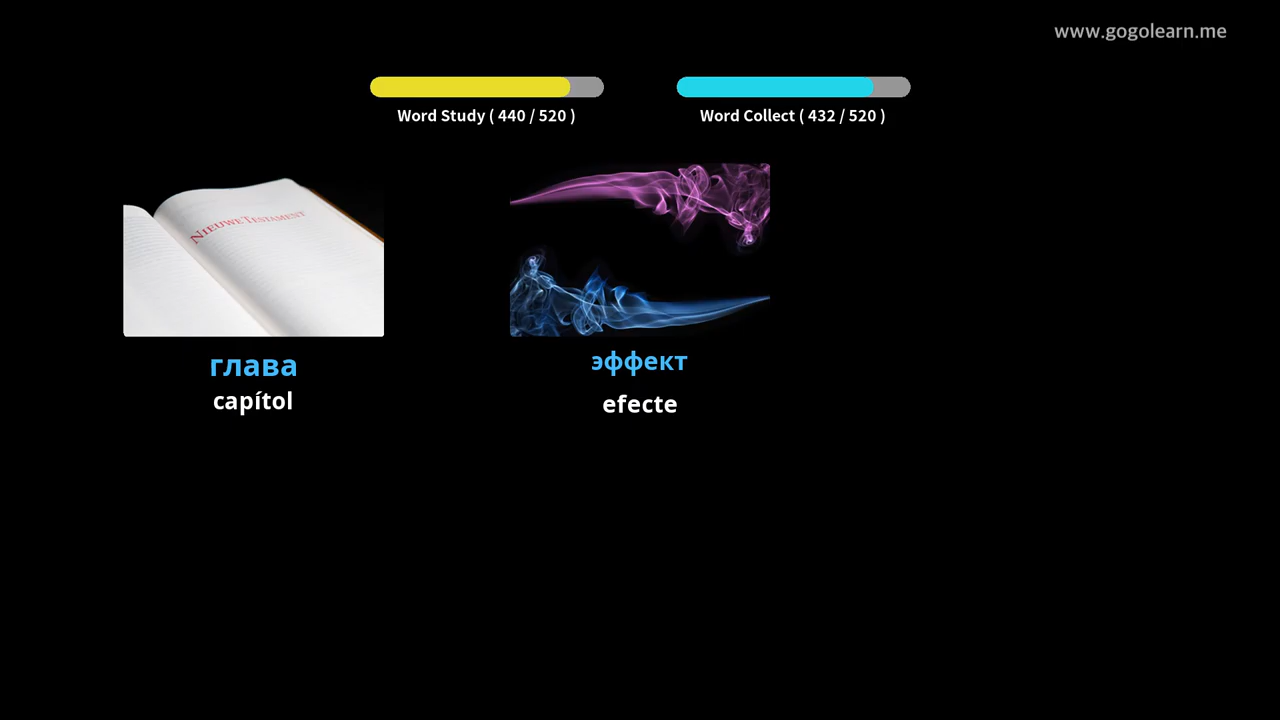 www.gogolearn.me
Word Study ( 440 / 520 )
Word Collect ( 432 / 520 )
NIEUWE TESTAMENT
глава
capítol
эффект
efecte